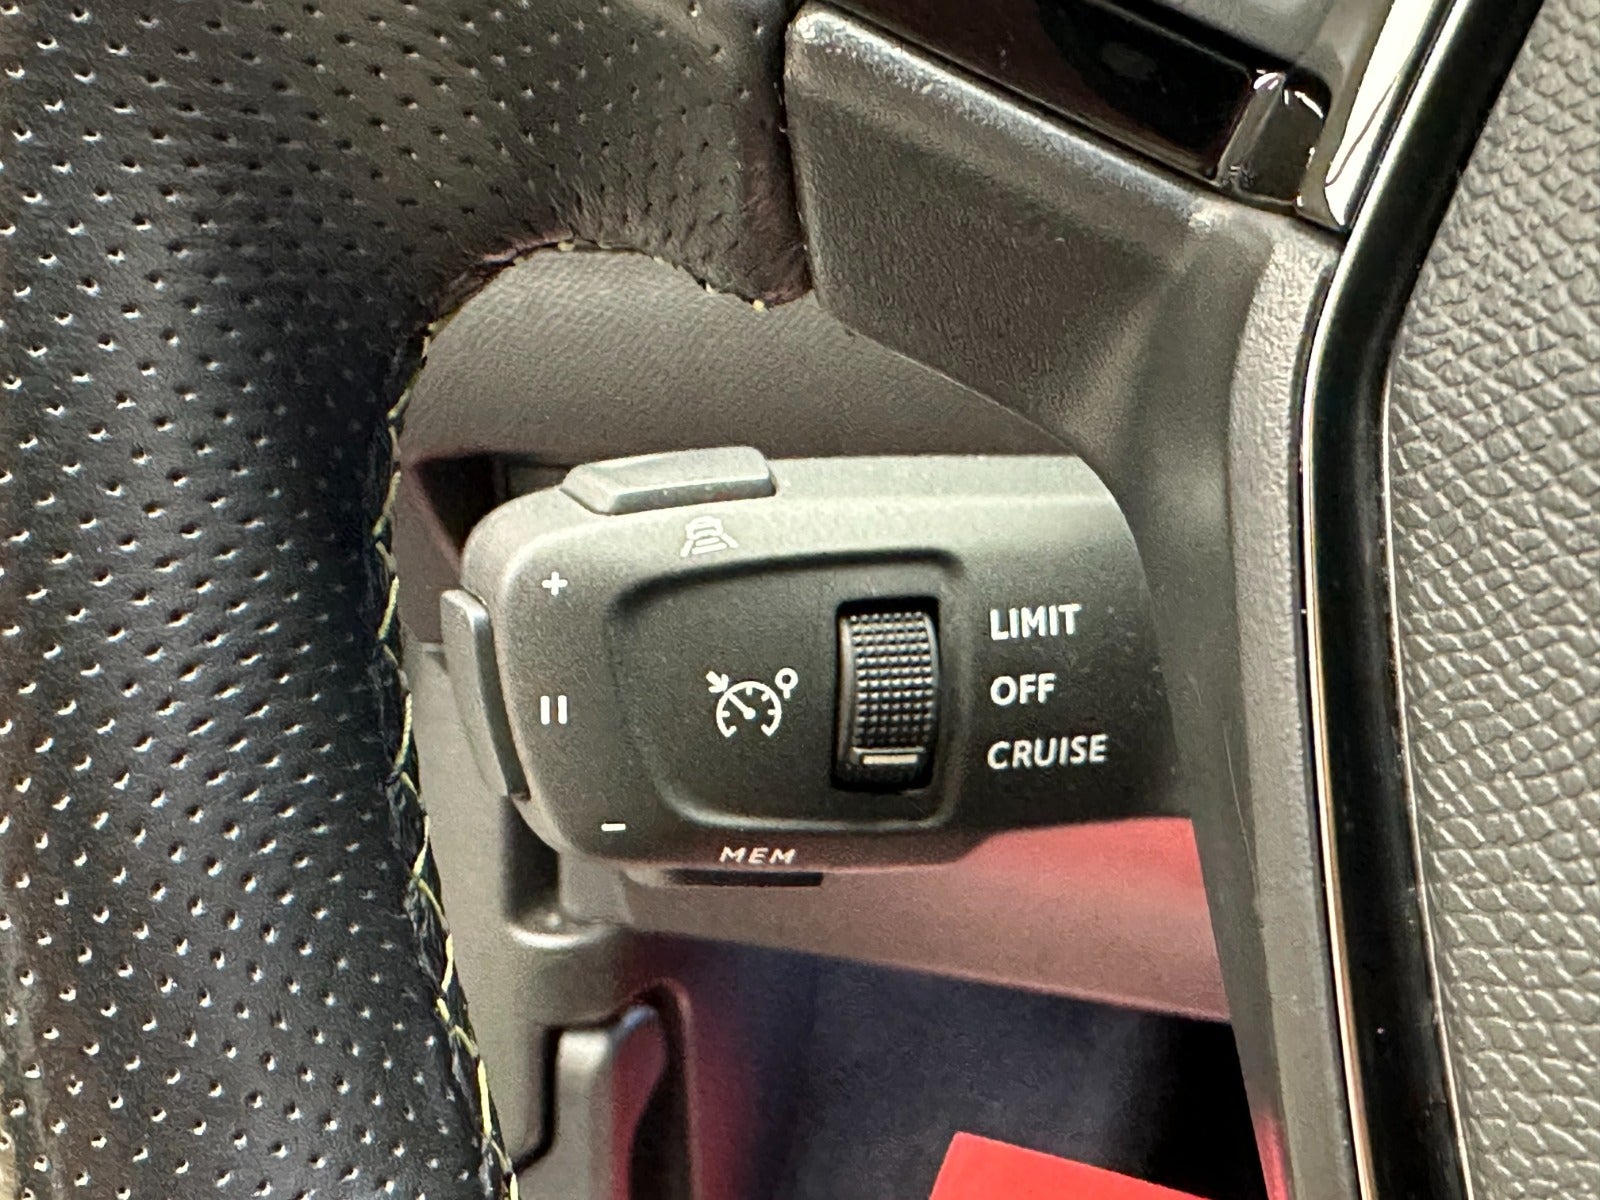 +
LIMIT
OFF
II
CRUISE
-
MEM